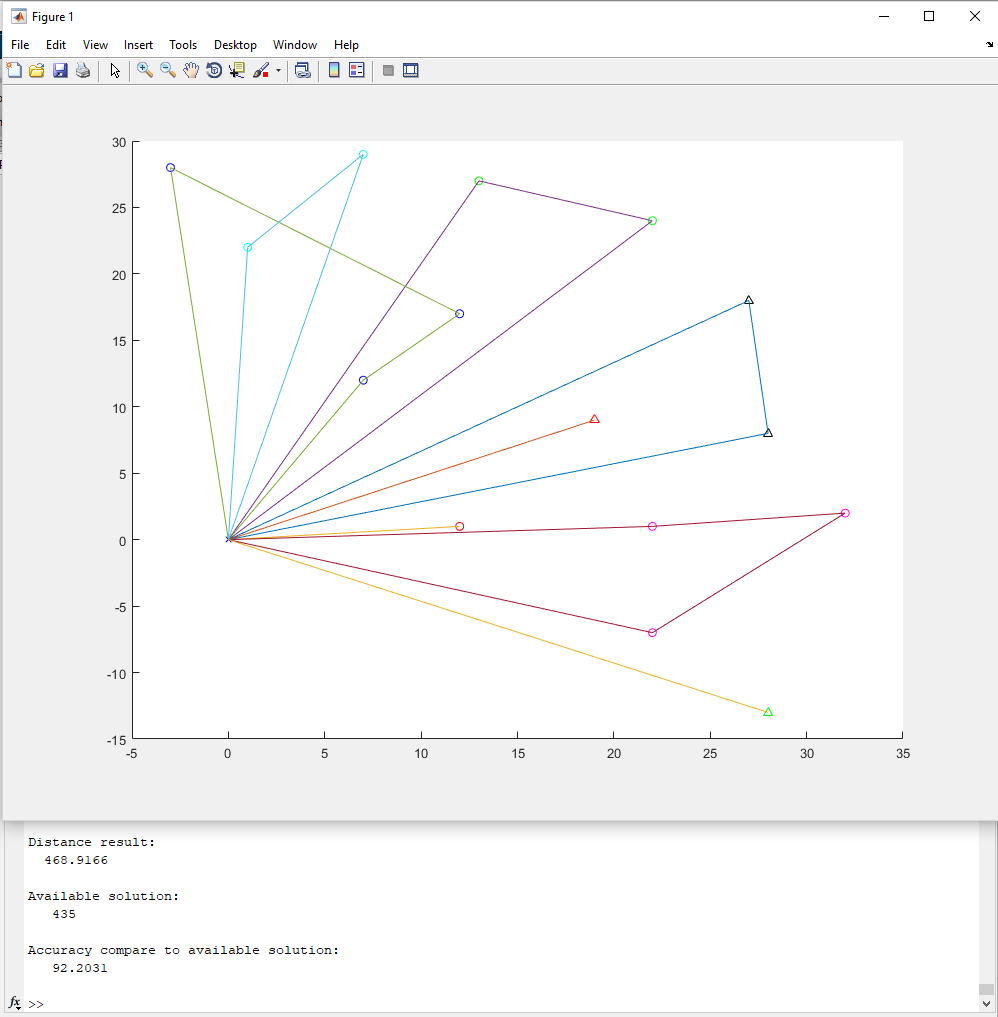 Figure 1
File Edit View Insert Tools Desktop Window Help
30
25
20
15
10
5
0
-5
-10
-15
-5 0 5 10 15 20 25 30 35
Distance result:
468.9166
Available solution:
435
Accuracy compare to available solution:
92.2031
fx >>